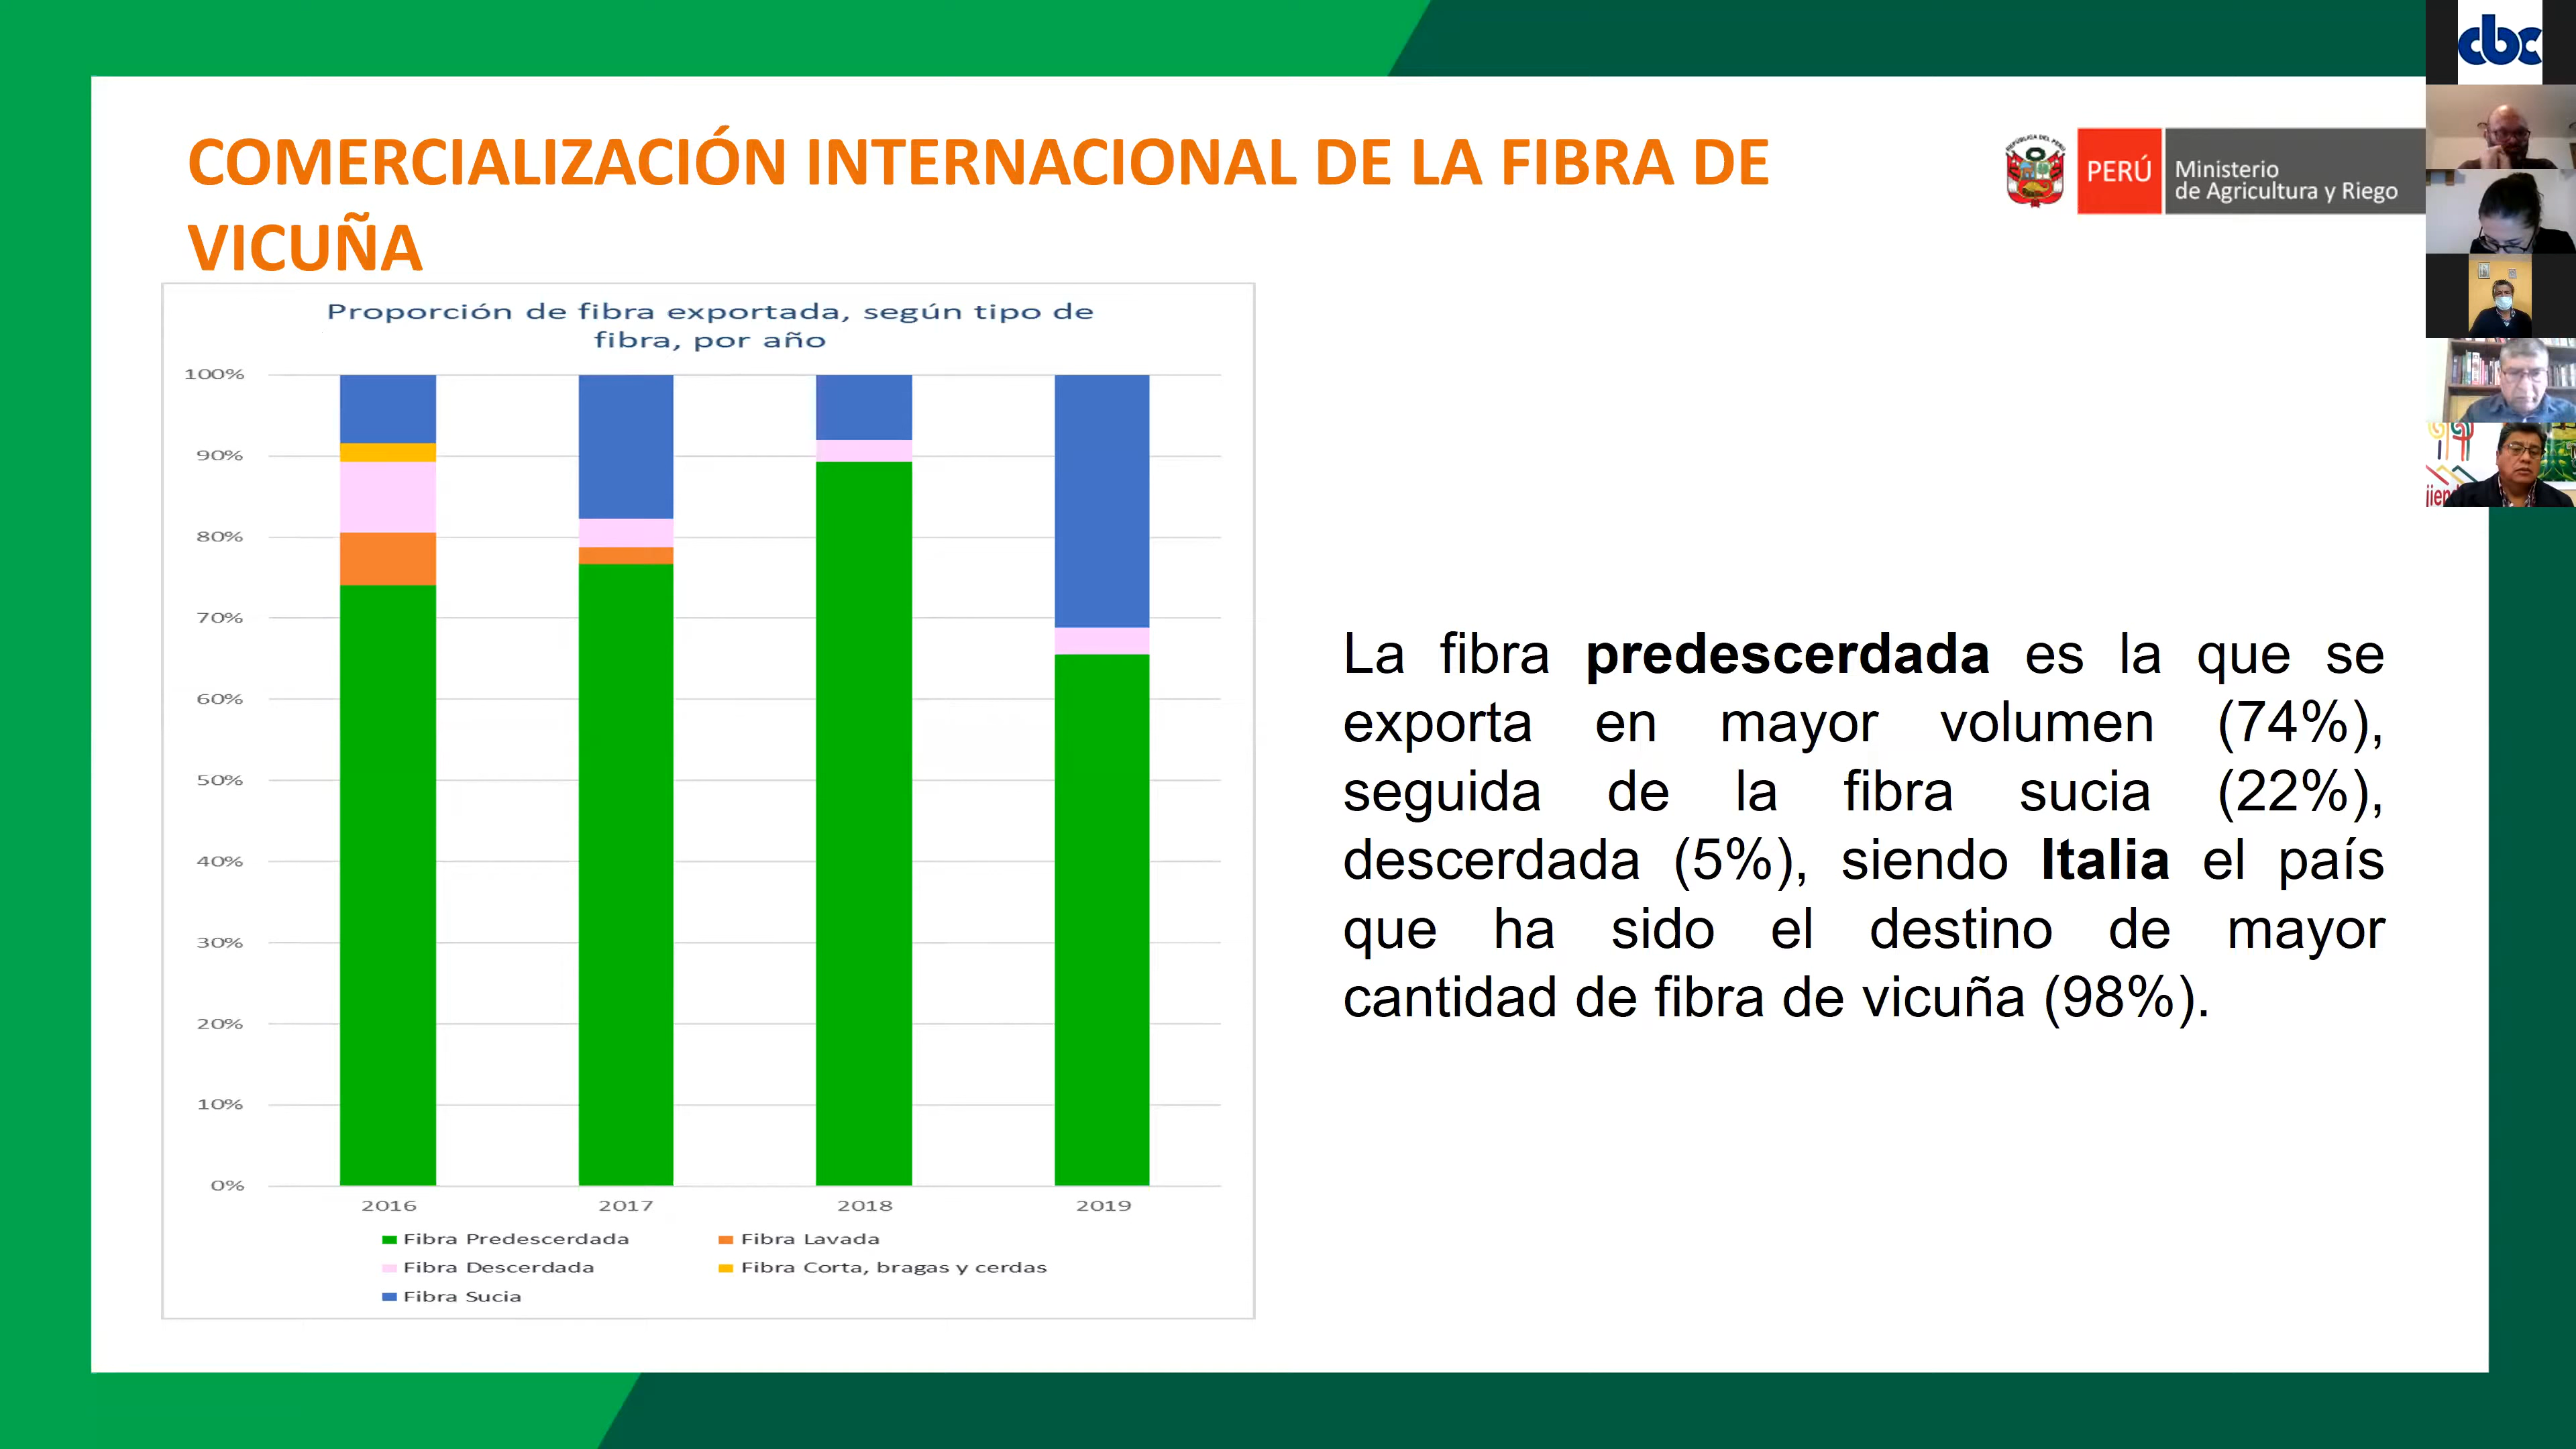 COMERCIALIZACIÓN INTERNACIONAL DE LA FIBRA DE
VICUÑA
REPÚBLICA DEL PERÚ
PERÚ
Ministerio
de Agricultura y Riego
cbc
Proporción de fibra exportada, según tipo de
fibra, por año
100%
90%
80%
70%
60%
50%
40%
30%
20%
10%
0%
2016 2017 2018 2019
Fibra Predescerdada Fibra Lavada
Fibra Descerdada Fibra Corta, bragas y cerdas
Fibra Sucia
La fibra predescerdada es la que se
exporta en mayor volumen (74%),
seguida de la fibra sucia (22%),
descerdada (5%), siendo Italia el país
que ha sido el destino de mayor
cantidad de fibra de vicuña (98%).